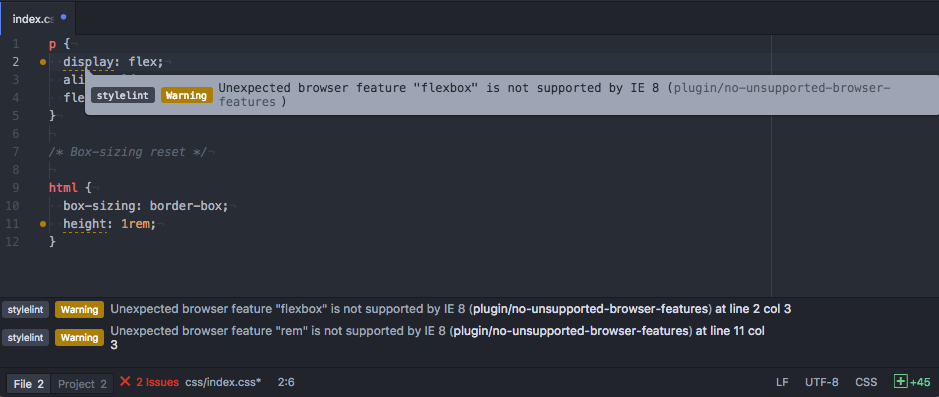 index.cs
1 p {
2 display: flex;
3 ali
4 fle
stylelint Warning Unexpected browser feature "flexbox" is not supported by IE 8 (plugin/no-unsupported-browser-
features )
5 }
6
7 /* Box-sizing reset */
8
9 html {
10 box-sizing: border-box;
11 height: 1rem;
12 }
stylelint Warning Unexpected browser feature "flexbox" is not supported by IE 8 (plugin/no-unsupported-browser-features) at line 2 col 3
stylelint Warning Unexpected browser feature "rem" is not supported by IE 8 (plugin/no-unsupported-browser-features) at line 11 col
3
File 2 Project 2 2 Issues css/index.css* 2:6 LF UTF-8 CSS +45